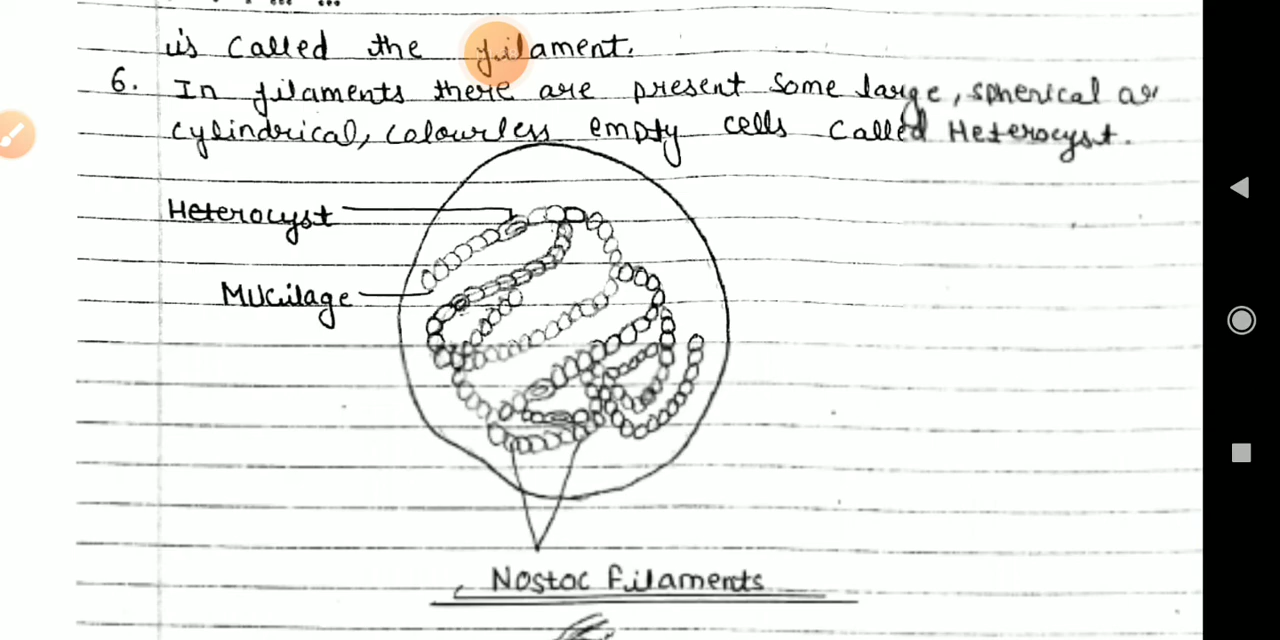 is called the filament.
6. In filaments there are present some large, spherical or
cylindrical, colourless empty cells called Heterocyst.
Heterocyst
Mucilage
Nostoc filaments